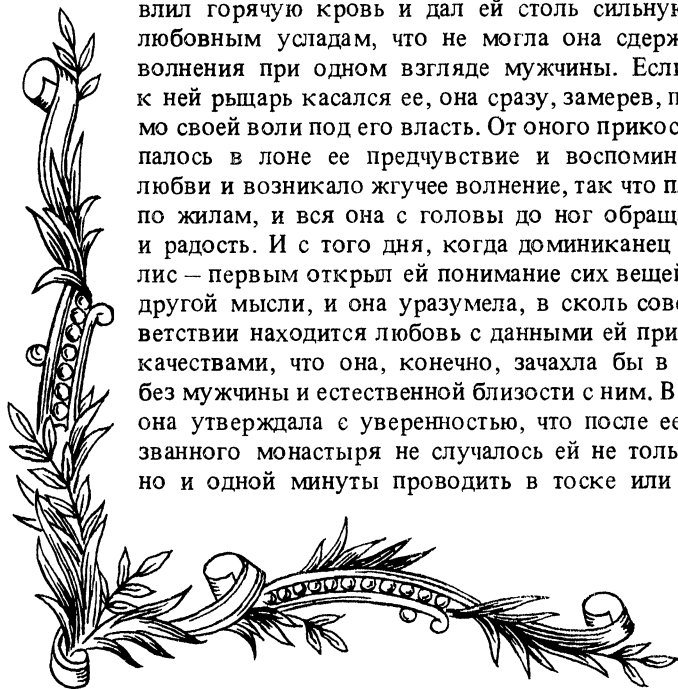 влил горячую кровь и дал ей столь сильную
любовным усладам, что не могла она сдерж
волнения при одном взгляде мужчины. Если
к ней рыцарь касался ее, она сразу, замерев, п
мо своей воли под его власть. От оного прикос
палось в лоне ее предчувствие и воспомин
любви и возникало жгучее волнение, так что п
по жилам, и вся она с головы до ног обращ
и радость. И с того дня, когда доминиканец
лис – первым открыл ей понимание сих вещей
другой мысли, и она уразумела, в сколь сове
ветствии находится любовь с данными ей при
качествами, что она, конечно, зачахла бы в
без мужчины и естественной близости с ним. В
она утверждала с уверенностью, что после ее
званного монастыря не случалось ей не толь
но и одной минуты проводить в тоске или